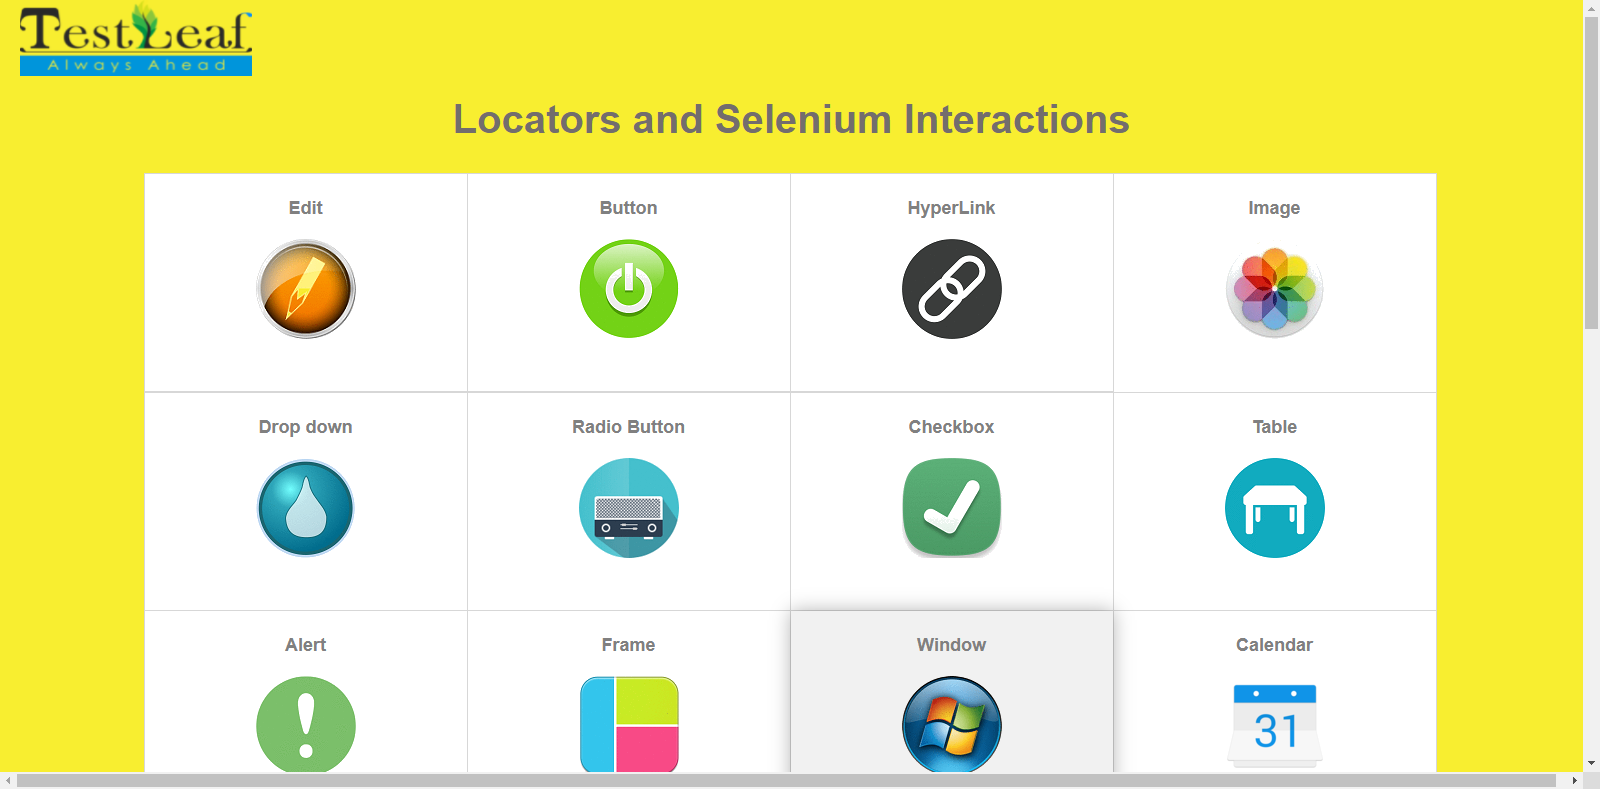 TestLeaf
Always Ahead
Locators and Selenium Interactions
Edit
Button
HyperLink
Image
Drop down
Radio Button
Checkbox
Table
Alert
Frame
Window
Calendar
31